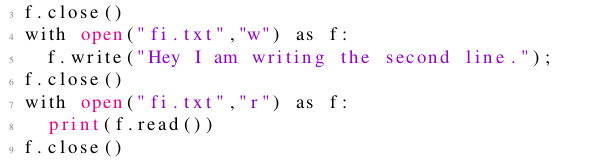 3 f.close()
4 with open("fi.txt","w") as f:
5 f.write("Hey I am writing the second line.");
6 f.close()
7 with open("fi.txt","r") as f:
8 print(f.read())
9 f.close()